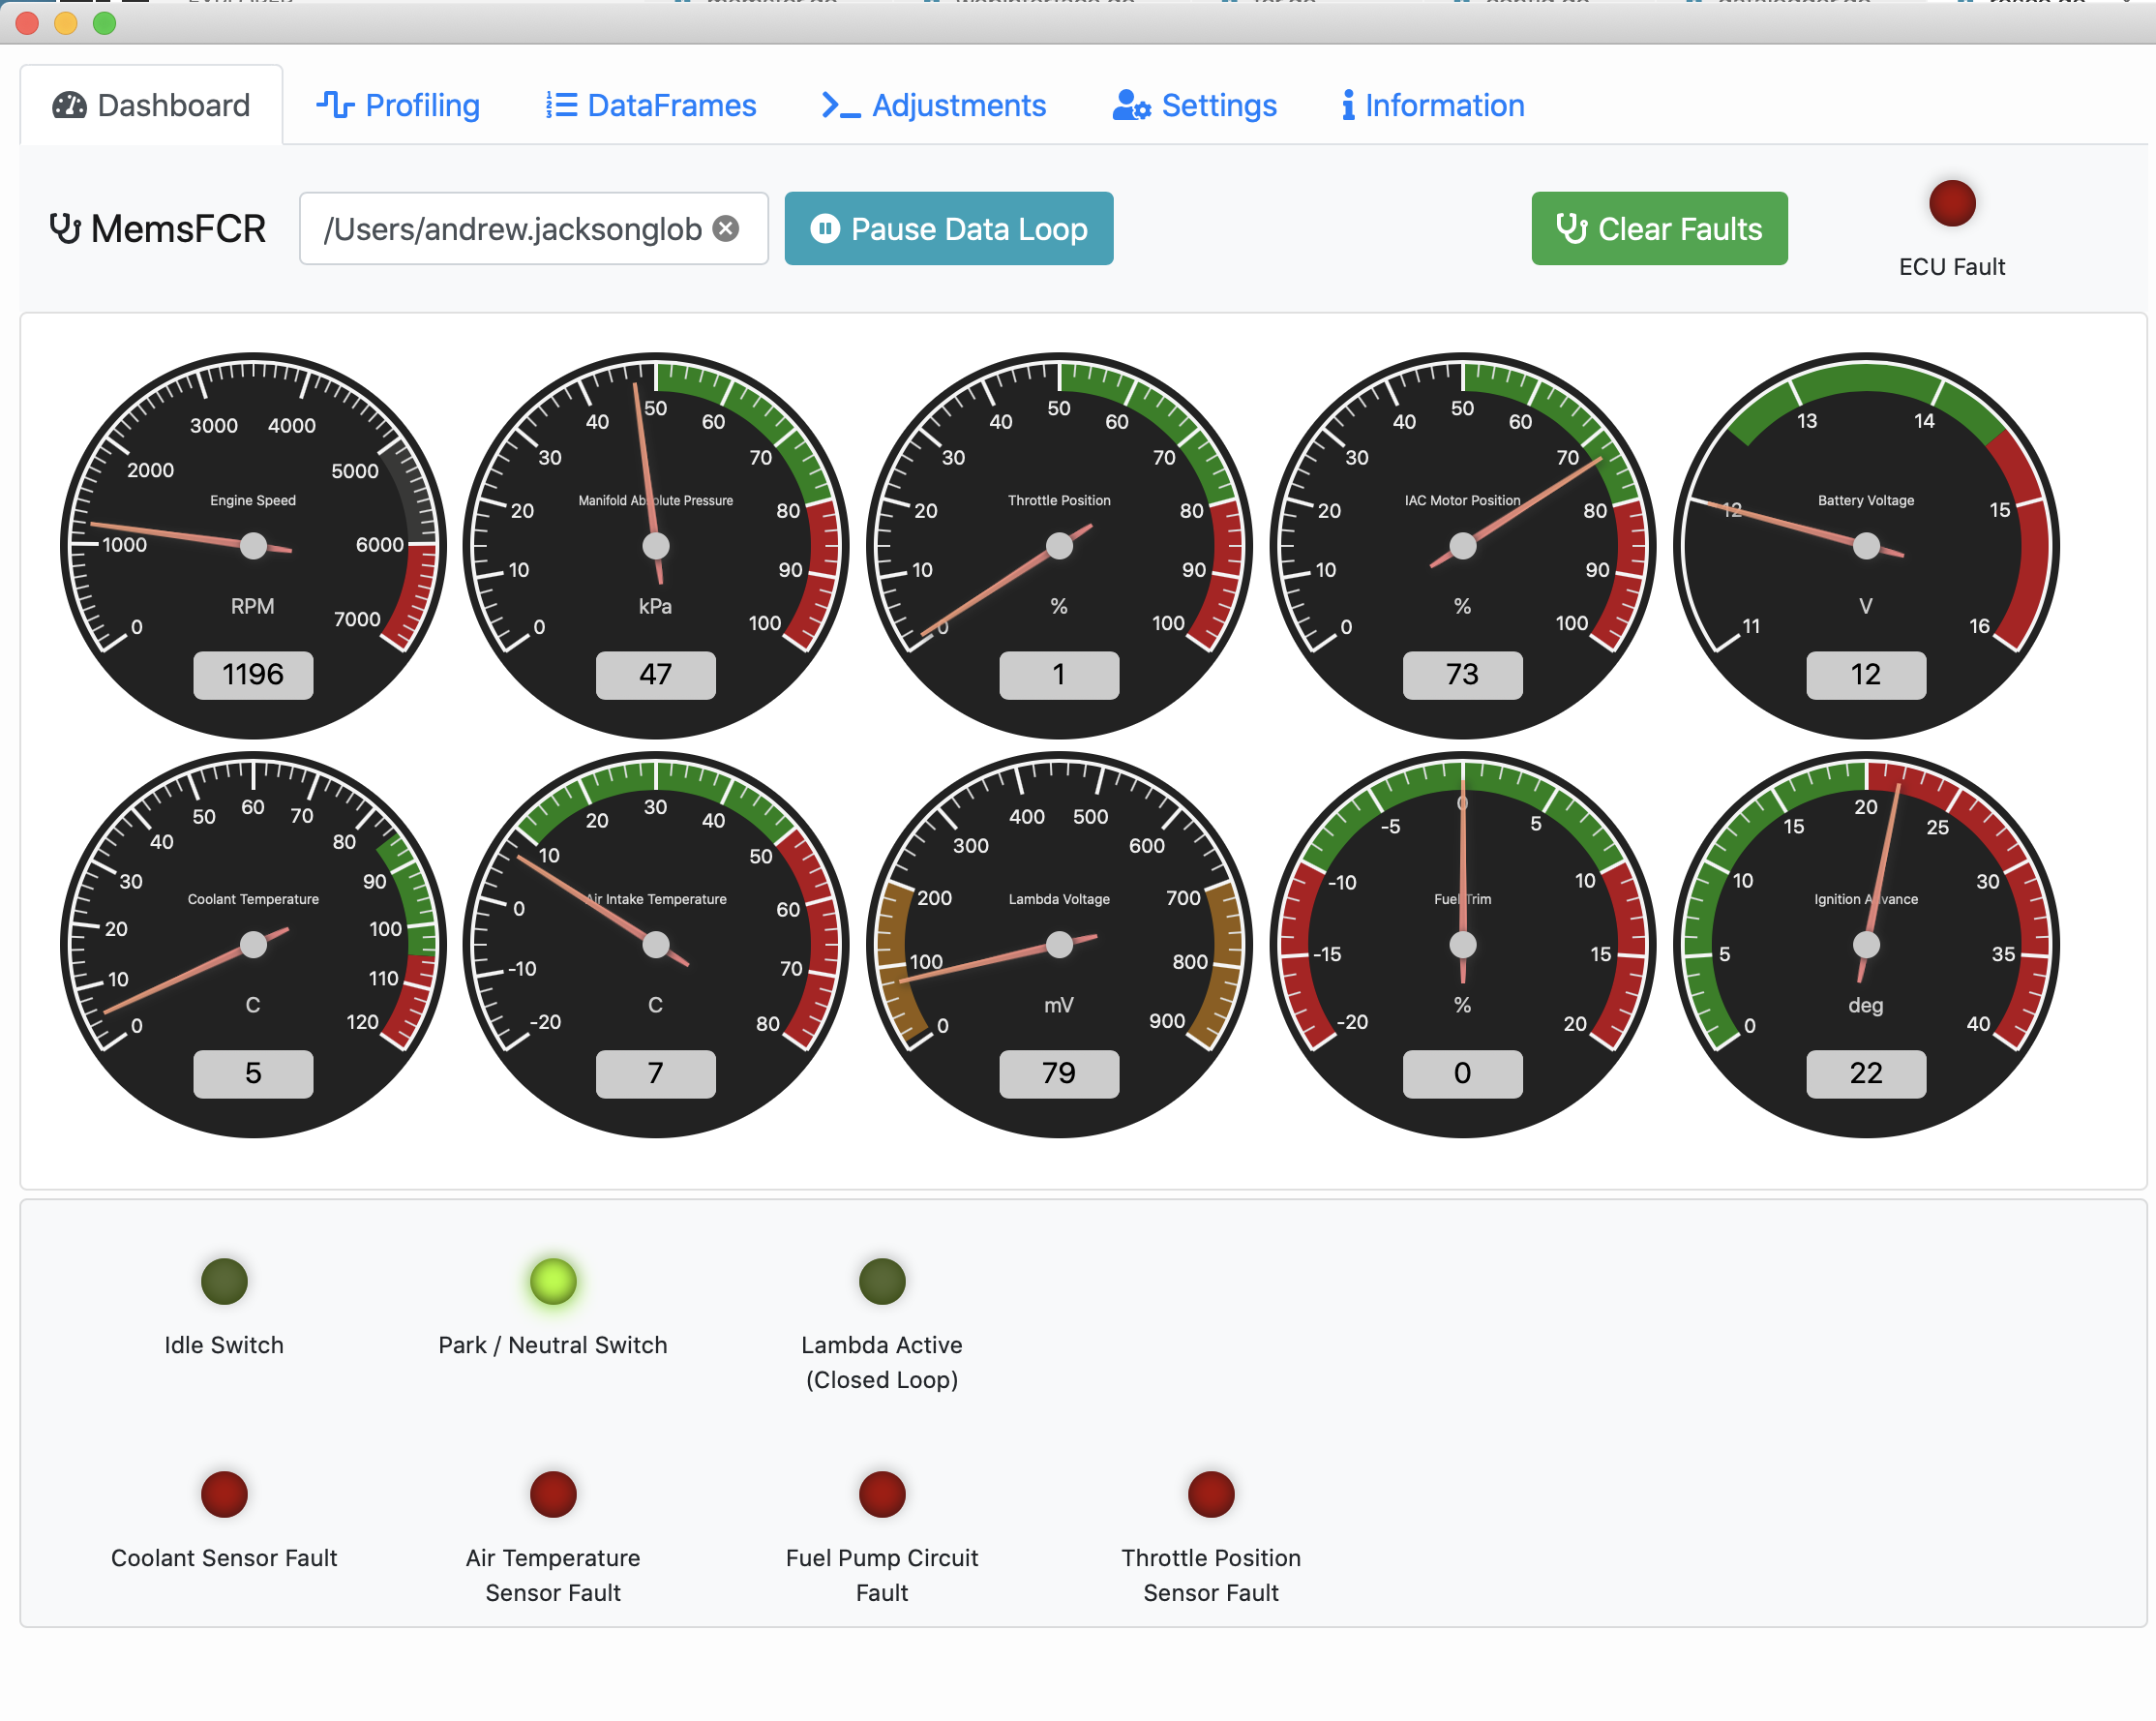 Dashboard
Profiling
DataFrames
Adjustments
Settings
Information
MemsFCR
/Users/andrew.jacksonglob
Pause Data Loop
Clear Faults
ECU Fault
0
1000
2000
3000
4000
5000
6000
7000
Engine Speed
RPM
1196
0
10
20
30
40
50
60
70
80
90
100
Manifold Absolute Pressure
kPa
47
0
10
20
30
40
50
60
70
80
90
100
Throttle Position
%
1
0
10
20
30
40
50
60
70
80
90
100
IAC Motor Position
%
73
11
12
13
14
15
16
Battery Voltage
V
12
0
10
20
30
40
50
60
70
80
90
100
110
120
Coolant Temperature
C
5
-20
-10
0
10
20
30
40
50
60
70
80
Air Intake Temperature
C
7
0
100
200
300
400
500
600
700
800
900
Lambda Voltage
mV
79
-20
-15
-10
-5
0
5
10
15
20
Fuel Trim
%
0
0
5
10
15
20
25
30
35
40
Ignition Advance
deg
22
Idle Switch
Park / Neutral Switch
Lambda Active
(Closed Loop)
Coolant Sensor Fault
Air Temperature
Sensor Fault
Fuel Pump Circuit
Fault
Throttle Position
Sensor Fault